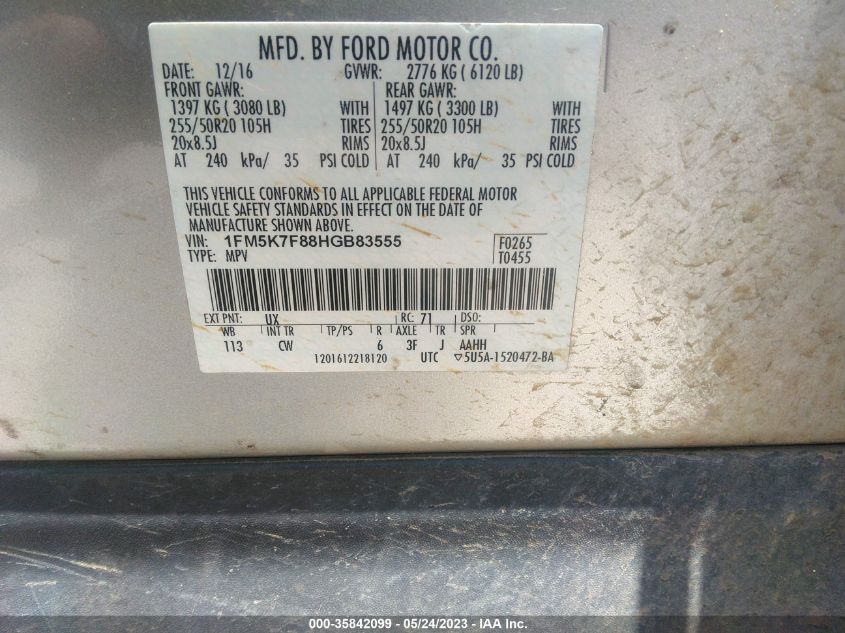 MFD. BY FORD MOTOR CO.
DATE: 12/16 GVWR: 2776 KG ( 6120 LB)
FRONT GAWR: REAR GAWR:
1397 KG ( 3080 LB) WITH 1497 KG ( 3300 LB) WITH
255/50R20 105H TIRES 255/50R20 105H TIRES
20x8.5J RIMS 20x8.5J RIMS
AT 240 kPa/ 35 PSI COLD AT 240 kPa/ 35 PSI COLD
THIS VEHICLE CONFORMS TO ALL APPLICABLE FEDERAL MOTOR
VEHICLE SAFETY STANDARDS IN EFFECT ON THE DATE OF
MANUFACTURE SHOWN ABOVE.
VIN: 1FM5K7F88HGB83555 F0265
TYPE: MPV T0455
EXT PNT: UX RC: 71 DSO:
WB INT TR TP/PS R AXLE TR SPR
113 CW 6 3F J AAHH
1201612218120 UTC ▽5U5A-1520472-BA
000-35842099 — 05/24/2023 — IAA Inc.